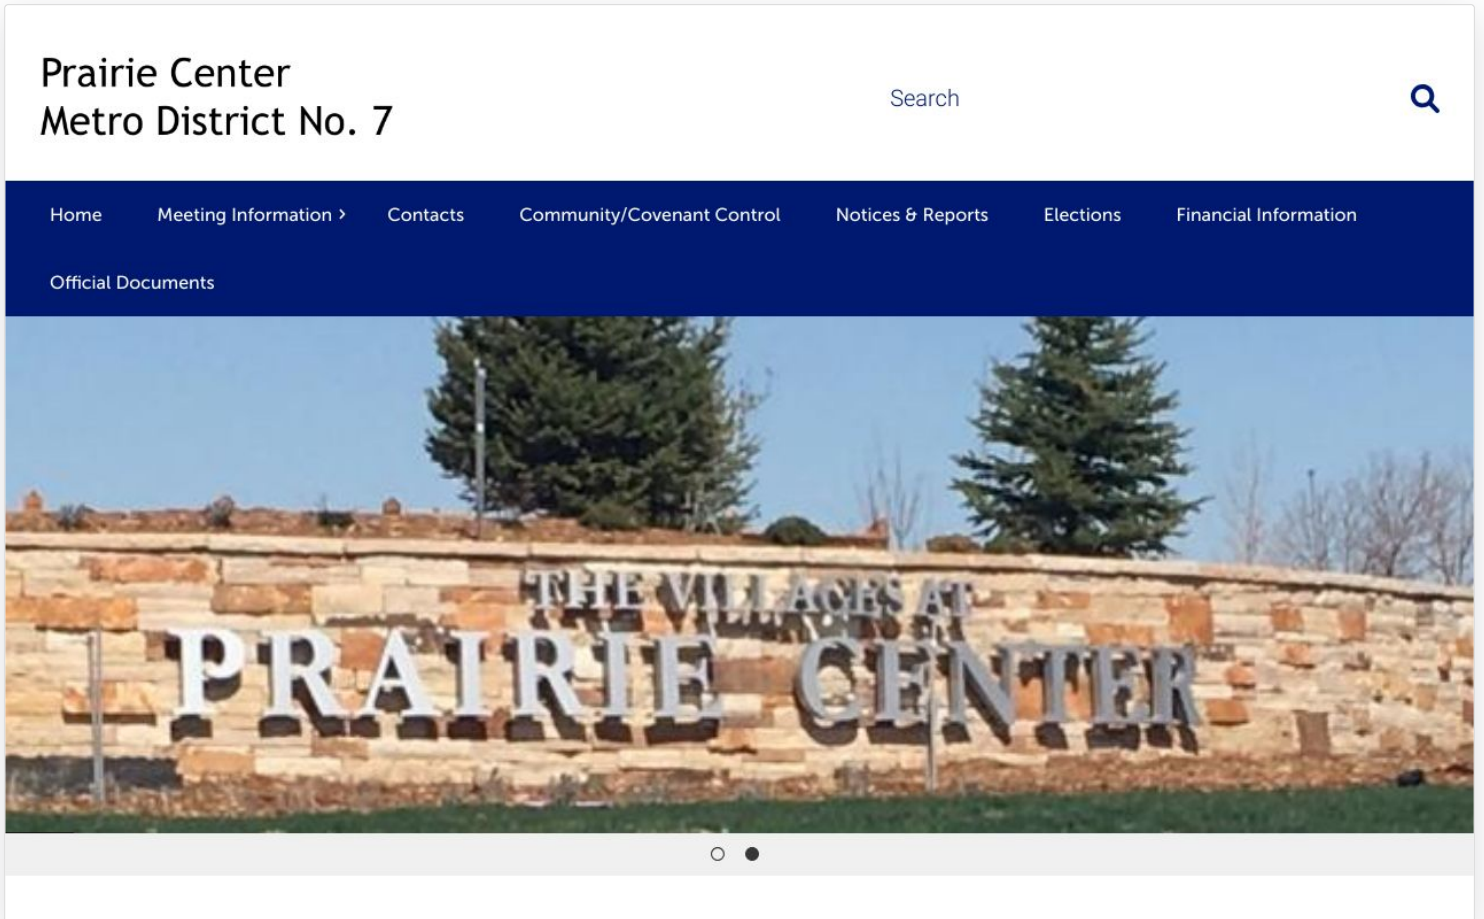 Prairie Center
Metro District No. 7
Search
Home Meeting Information › Contacts Community/Covenant Control Notices & Reports Elections Financial Information
Official Documents
THE VILLAGES AT
PRAIRIE CENTER